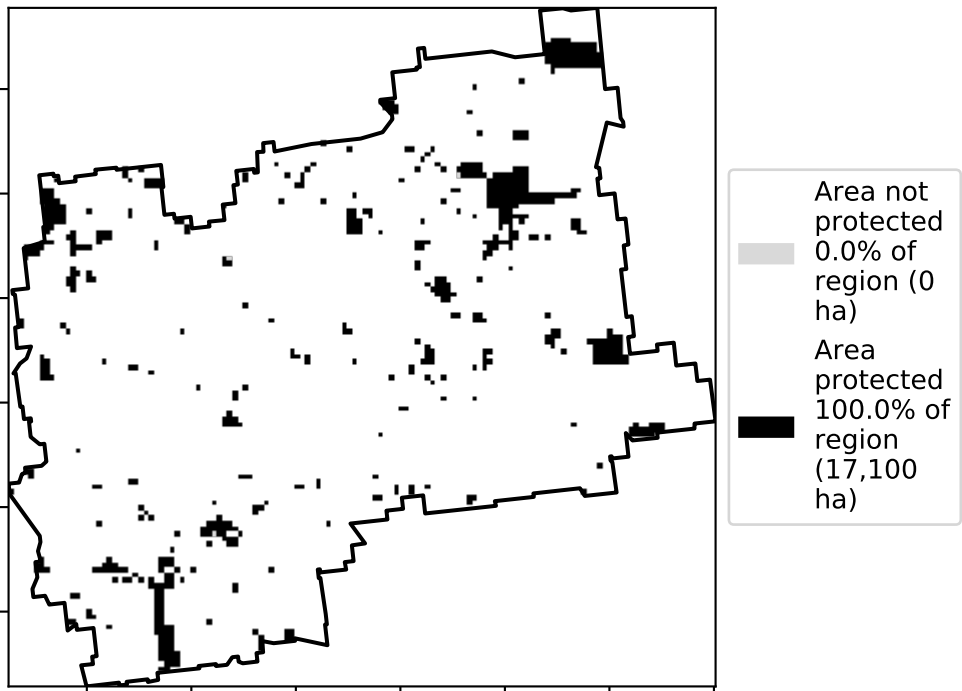 Area not
protected
0.0% of
region (0
ha)
Area
protected
100.0% of
region
(17,100
ha)